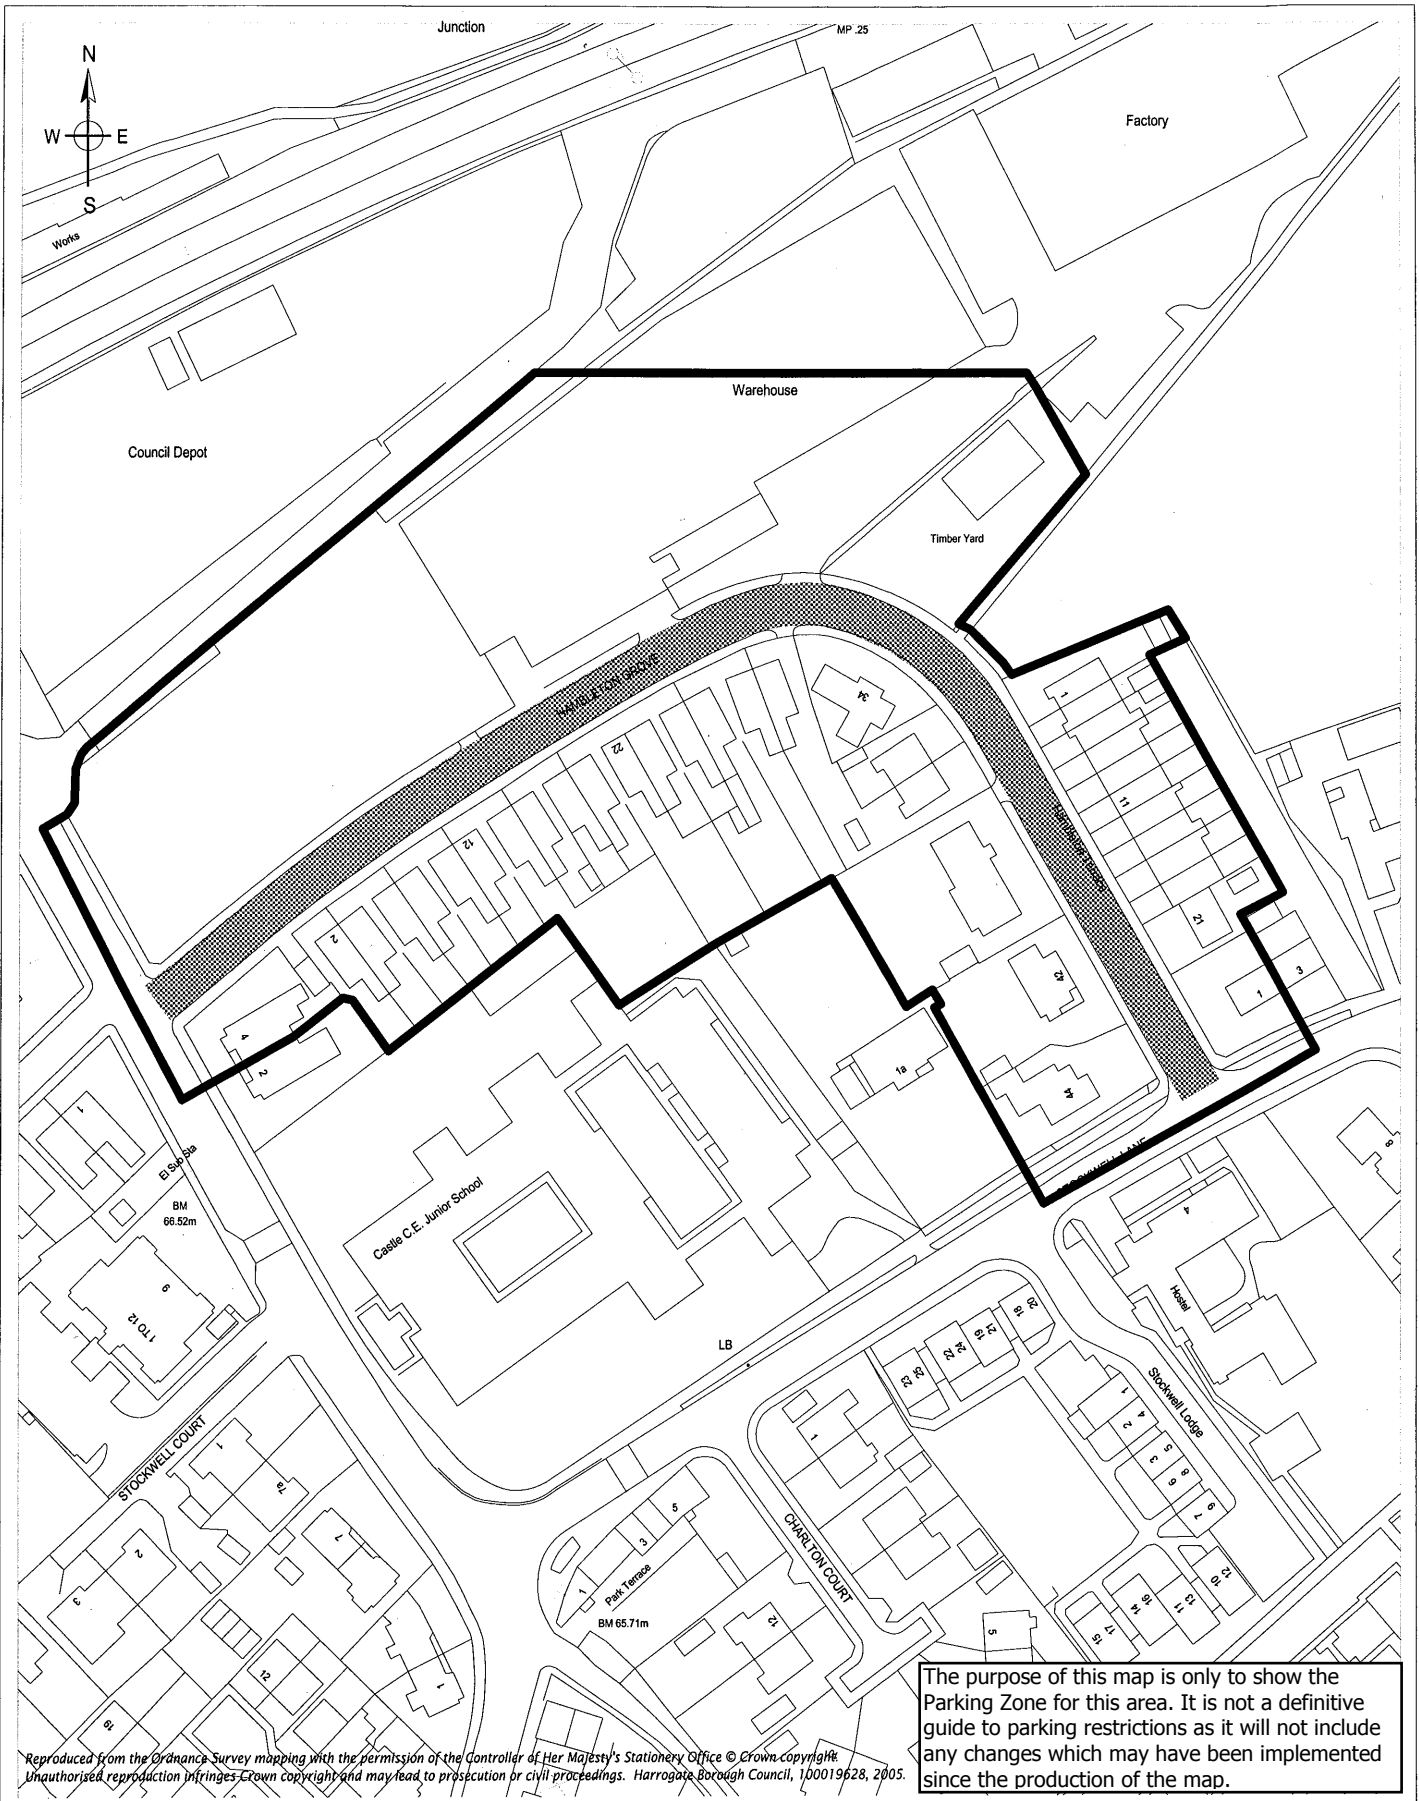 Junction
MP .25
N
W E
S
Factory
Works
Warehouse
Council Depot
Timber Yard
HAMBLETON GROVE
34
22
1
12
11
2
21
42
3
1
4
2
1a
44
1
El Sub Sta
STOCKWELL LANE
8
BM
66.52m
4
Castle C.E. Junior School
9
1 TO 12
Hostel
LB
20
18
21
19
24
22
25
23
Stockwell Lodge
1
4
2
5
3
8
6
9
7
STOCKWELL COURT
1
7a
1
7
5
3
1
Park Terrace
CHARLTON COURT
2
3
BM 65.71m
12
12
10
13
11
16
14
17
15
5
12
1
19
The purpose of this map is only to show the
Parking Zone for this area. It is not a definitive
guide to parking restrictions as it will not include
any changes which may have been implemented
since the production of the map.
Reproduced from the Ordnance Survey mapping with the permission of the Controller of Her Majesty's Stationery Office © Crown copyright.
Unauthorised reproduction infringes Crown copyright and may lead to prosecution or civil proceedings. Harrogate Borough Council, 100019628, 2005.